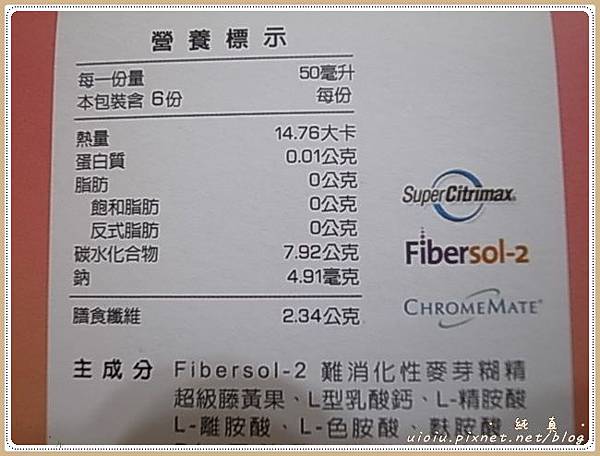 營養標示
每一份量 50毫升
本包裝含 6份 每份
熱量 14.76大卡
蛋白質 0.01公克
脂肪 0公克
飽和脂肪 0公克
反式脂肪 0公克
碳水化合物 7.92公克
鈉 4.91毫克
膳食纖維 2.34公克
SuperCitrimax
Fibersol-2
CHROMEMATE®
主成分 Fibersol-2 難消化性麥芽糊精
超級藤黃果、L型乳酸鈣、L-精胺酸
L-離胺酸、L-色胺酸、麩胺酸
純真
uioiu.pixnet.net/blog